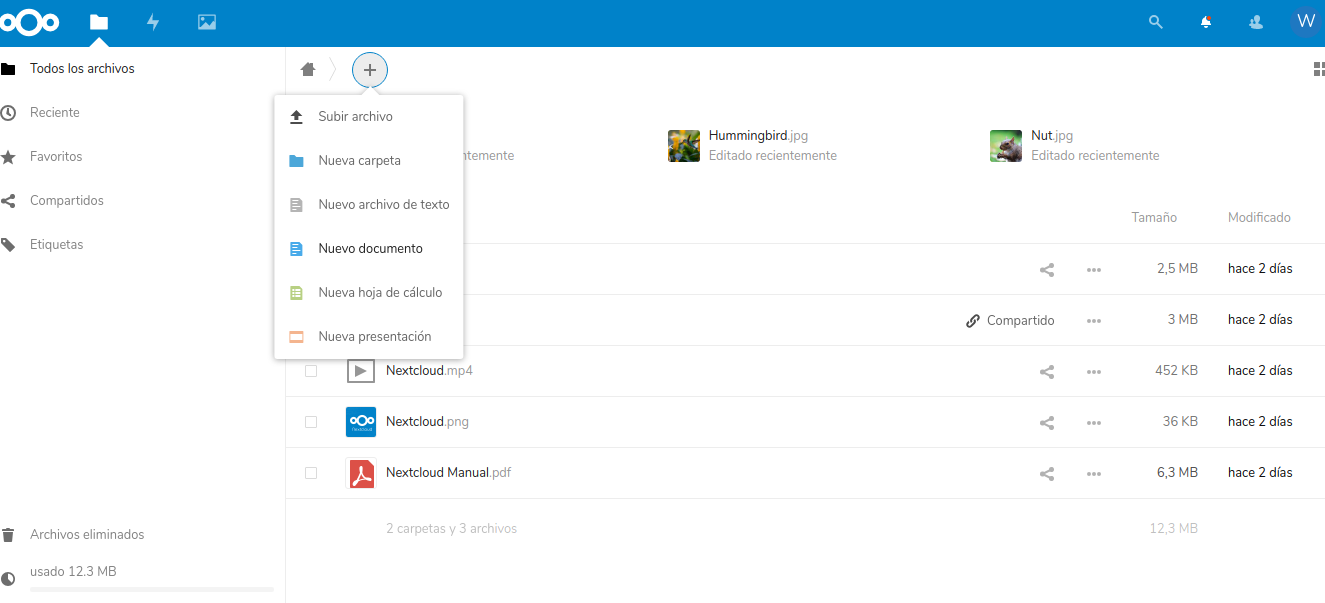 W
Todos los archivos
Reciente
Favoritos
Compartidos
Etiquetas
Archivos eliminados
usado 12.3 MB
Subir archivo
Nueva carpeta
Nuevo archivo de texto
Nuevo documento
Nueva hoja de cálculo
Nueva presentación
Hummingbird.jpg
Editado recientemente
Nut.jpg
Editado recientemente
Tamaño Modificado
2,5 MB hace 2 días
Compartido 3 MB hace 2 días
Nextcloud.mp4 452 KB hace 2 días
Nextcloud.png 36 KB hace 2 días
Nextcloud Manual.pdf 6,3 MB hace 2 días
2 carpetas y 3 archivos 12,3 MB